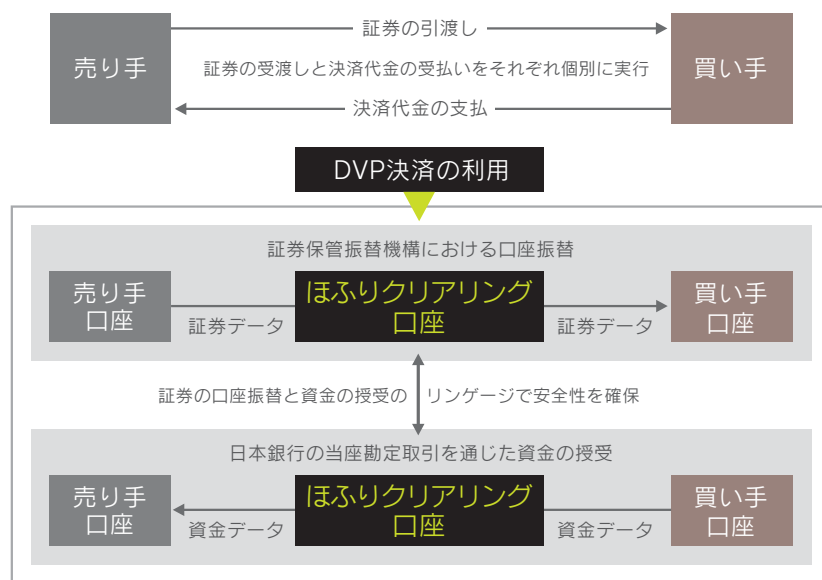 証券の引渡し
売り手
証券の受渡しと決済代金の受払いをそれぞれ個別に実行
買い手
決済代金の支払
DVP決済の利用
証券保管振替機構における口座振替
売り手
口座
証券データ
ほふりクリアリング
口座
証券データ
買い手
口座
証券の口座振替と資金の授受の リンゲージで安全性を確保
日本銀行の当座勘定取引を通じた資金の授受
売り手
口座
資金データ
ほふりクリアリング
口座
資金データ
買い手
口座